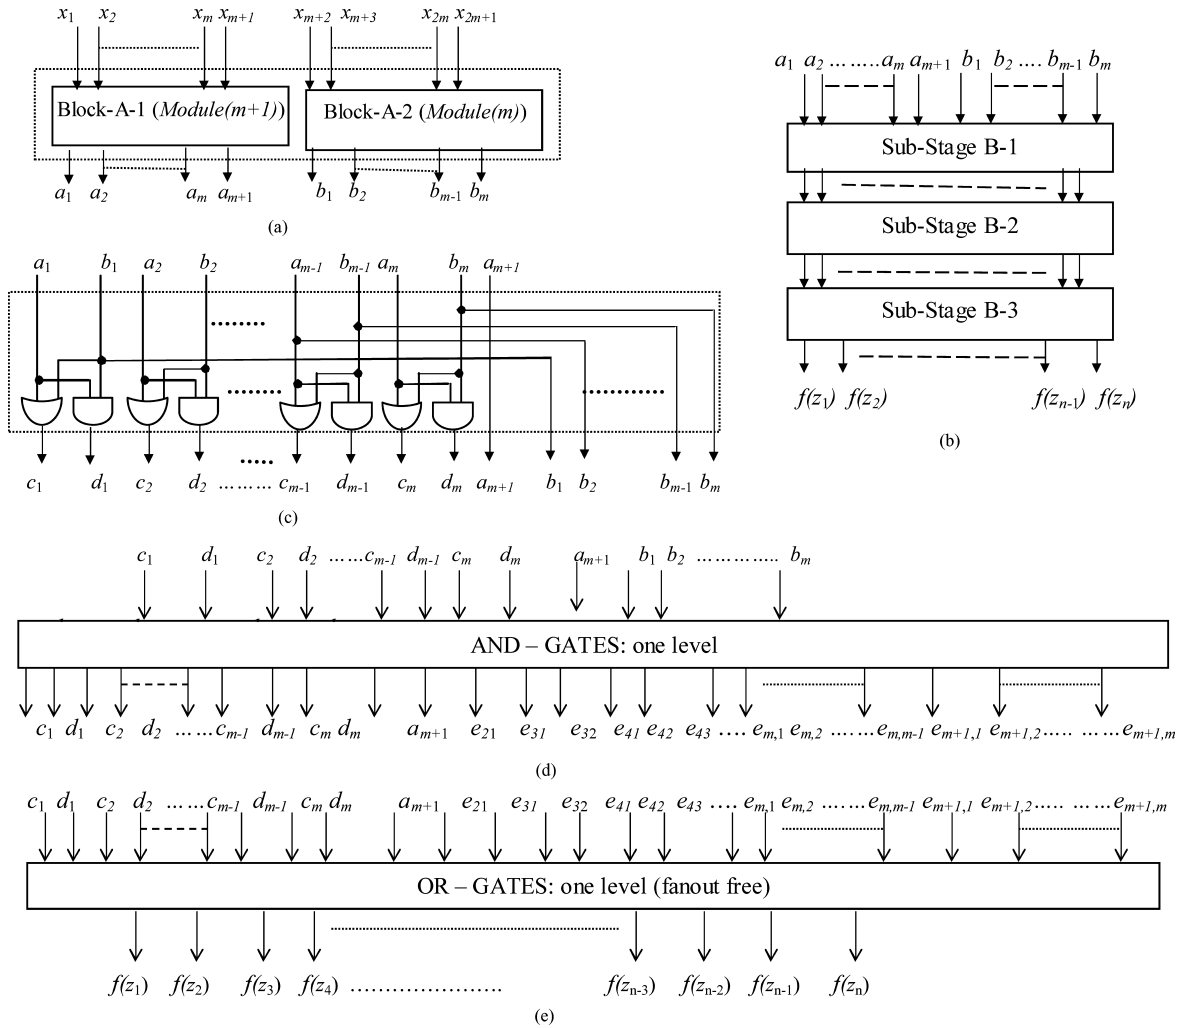 x1 x2 xm xm+1 xm+2 xm+3 x2m x2m+1
Block-A-1 (Module(m+1)) Block-A-2 (Module(m))
a1 a2 am am+1 b1 b2 bm-1 bm
(a)
a1 a2 ……… am am+1 b1 b2 …. bm-1 bm
Sub-Stage B-1
Sub-Stage B-2
Sub-Stage B-3
f(z1) f(z2) f(zn-1) f(zn)
(b)
a1 b1 a2 b2 am-1 bm-1 am bm am+1
c1 d1 c2 d2 ……… cm-1 dm-1 cm dm am+1 b1 b2 bm-1 bm
(c)
c1 d1 c2 d2 ……cm-1 dm-1 cm dm am+1 b1 b2 ………….. bm
AND – GATES: one level
c1 d1 c2 d2 ……cm-1 dm-1 cm dm am+1 e21 e31 e32 e41 e42 e43 …. em,1 em,2 ……em,m-1 em+1,1 em+1,2….. ……em+1,m
(d)
c1 d1 c2 d2 ……cm-1 dm-1 cm dm am+1 e21 e31 e32 e41 e42 e43 …. em,1 em,2 ……em,m-1 em+1,1 em+1,2….. ……em+1,m
OR – GATES: one level (fanout free)
f(z1) f(z2) f(z3) f(z4) …………………. f(zn-3) f(zn-2) f(zn-1) f(zn)
(e)